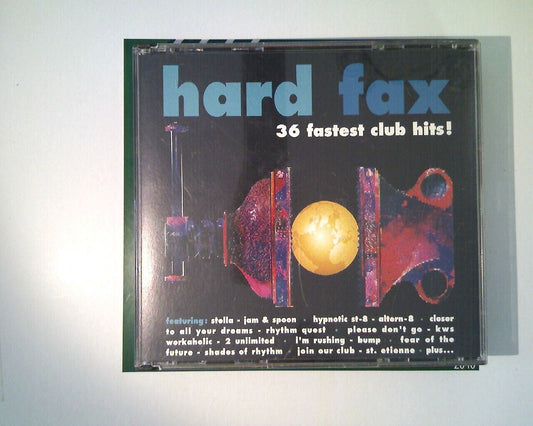 hard fax
36 fastest club hits!
featuring: stella - jam & spoon · hypnotic st-8 - altern-8 · closer
to all your dreams - rhythm quest · please don't go - kws
workaholic - 2 unlimited · i'm rushing - bump · fear of the
future - shades of rhythm · join our club - st. etienne · plus...